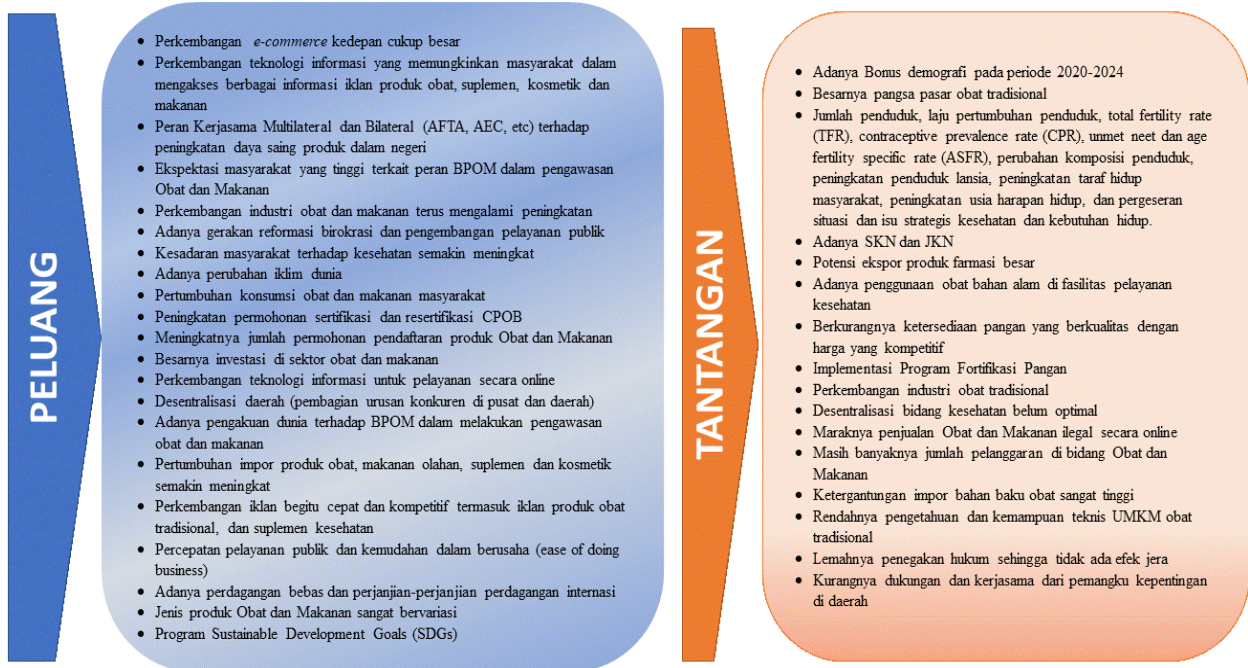 PELUANG
• Perkembangan e-commerce kedepan cukup besar
• Perkembangan teknologi informasi yang memungkinkan masyarakat dalam
mengakses berbagai informasi iklan produk obat, suplemen, kosmetik dan
makanan
• Peran Kerjasama Multilateral dan Bilateral (AFTA, AEC, etc) terhadap
peningkatan daya saing produk dalam negeri
• Ekspektasi masyarakat yang tinggi terkait peran BPOM dalam pengawasan
Obat dan Makanan
• Perkembangan industri obat dan makanan terus mengalami peningkatan
• Adanya gerakan reformasi birokrasi dan pengembangan pelayanan publik
• Kesadaran masyarakat terhadap kesehatan semakin meningkat
• Adanya perubahan iklim dunia
• Pertumbuhan konsumsi obat dan makanan masyarakat
• Peningkatan permohonan sertifikasi dan resertifikasi CPOB
• Meningkatnya jumlah permohonan pendaftaran produk Obat dan Makanan
• Besarnya investasi di sektor obat dan makanan
• Perkembangan teknologi informasi untuk pelayanan secara online
• Desentralisasi daerah (pembagian urusan konkuren di pusat dan daerah)
• Adanya pengakuan dunia terhadap BPOM dalam melakukan pengawasan
obat dan makanan
• Pertumbuhan impor produk obat, makanan olahan, suplemen dan kosmetik
semakin meningkat
• Perkembangan iklan begitu cepat dan kompetitif termasuk iklan produk obat
tradisional, dan suplemen kesehatan
• Percepatan pelayanan publik dan kemudahan dalam berusaha (ease of doing
business)
• Adanya perdagangan bebas dan perjanjian-perjanjian perdagangan internasi
• Jenis produk Obat dan Makanan sangat bervariasi
• Program Sustainable Development Goals (SDGs)
TANTANGAN
• Adanya Bonus demografi pada periode 2020-2024
• Besarnya pangsa pasar obat tradisional
• Jumlah penduduk, laju pertumbuhan penduduk, total fertility rate
(TFR), contraceptive prevalence rate (CPR), unmet neet dan age
fertility specific rate (ASFR), perubahan komposisi penduduk,
peningkatan penduduk lansia, peningkatan taraf hidup
masyarakat, peningkatan usia harapan hidup, dan pergeseran
situasi dan isu strategis kesehatan dan kebutuhan hidup.
• Adanya SKN dan JKN
• Potensi ekspor produk farmasi besar
• Adanya penggunaan obat bahan alam di fasilitas pelayanan
kesehatan
• Berkurangnya ketersediaan pangan yang berkualitas dengan
harga yang kompetitif
• Implementasi Program Fortifikasi Pangan
• Perkembangan industri obat tradisional
• Desentralisasi bidang kesehatan belum optimal
• Maraknya penjualan Obat dan Makanan ilegal secara online
• Masih banyaknya jumlah pelanggaran di bidang Obat dan
Makanan
• Ketergantungan impor bahan baku obat sangat tinggi
• Rendahnya pengetahuan dan kemampuan teknis UMKM obat
tradisional
• Lemahnya penegakan hukum sehingga tidak ada efek jera
• Kurangnya dukungan dan kerjasama dari pemangku kepentingan
di daerah